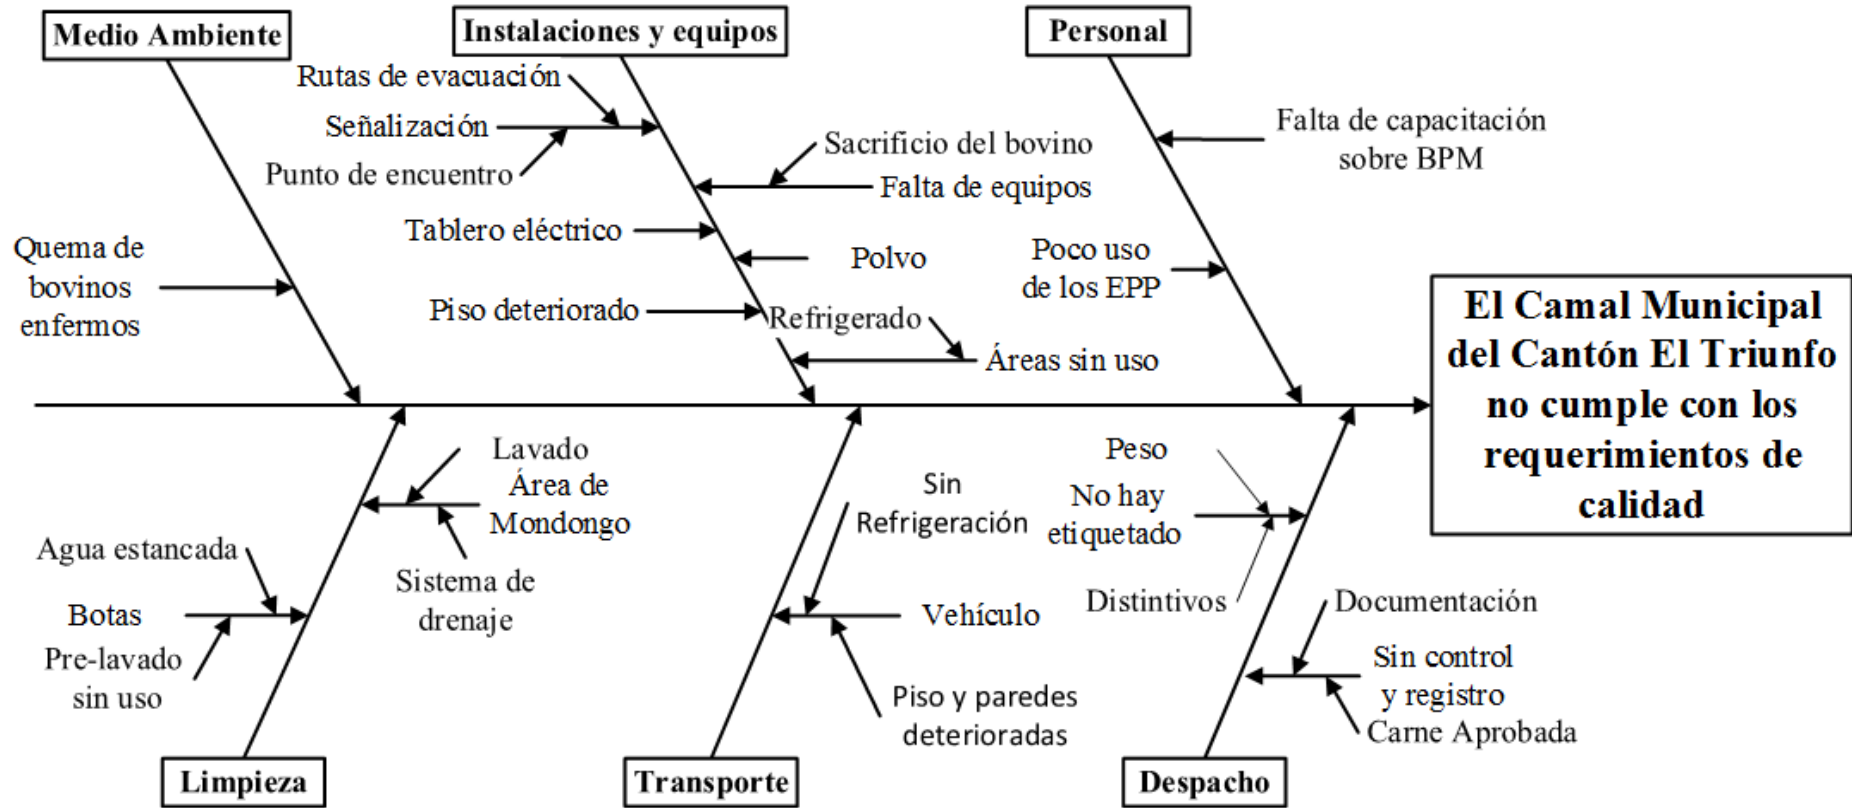 Medio Ambiente
Instalaciones y equipos
Personal
Rutas de evacuación
Señalización
Punto de encuentro
Sacrificio del bovino
Falta de equipos
Falta de capacitación
sobre BPM
Tablero eléctrico
Polvo
Quema de
bovinos
enfermos
Piso deteriorado
Refrigerado
Áreas sin uso
Poco uso
de los EPP
El Camal Municipal
del Cantón El Triunfo
no cumple con los
requerimientos de
calidad
Lavado
Área de
Mondongo
Sistema de
drenaje
Agua estancada
Botas
Pre-lavado
sin uso
Sin
Refrigeración
Vehículo
Piso y paredes
deterioradas
Peso
No hay
etiquetado
Distintivos
Documentación
Sin control
y registro
Carne Aprobada
Limpieza
Transporte
Despacho